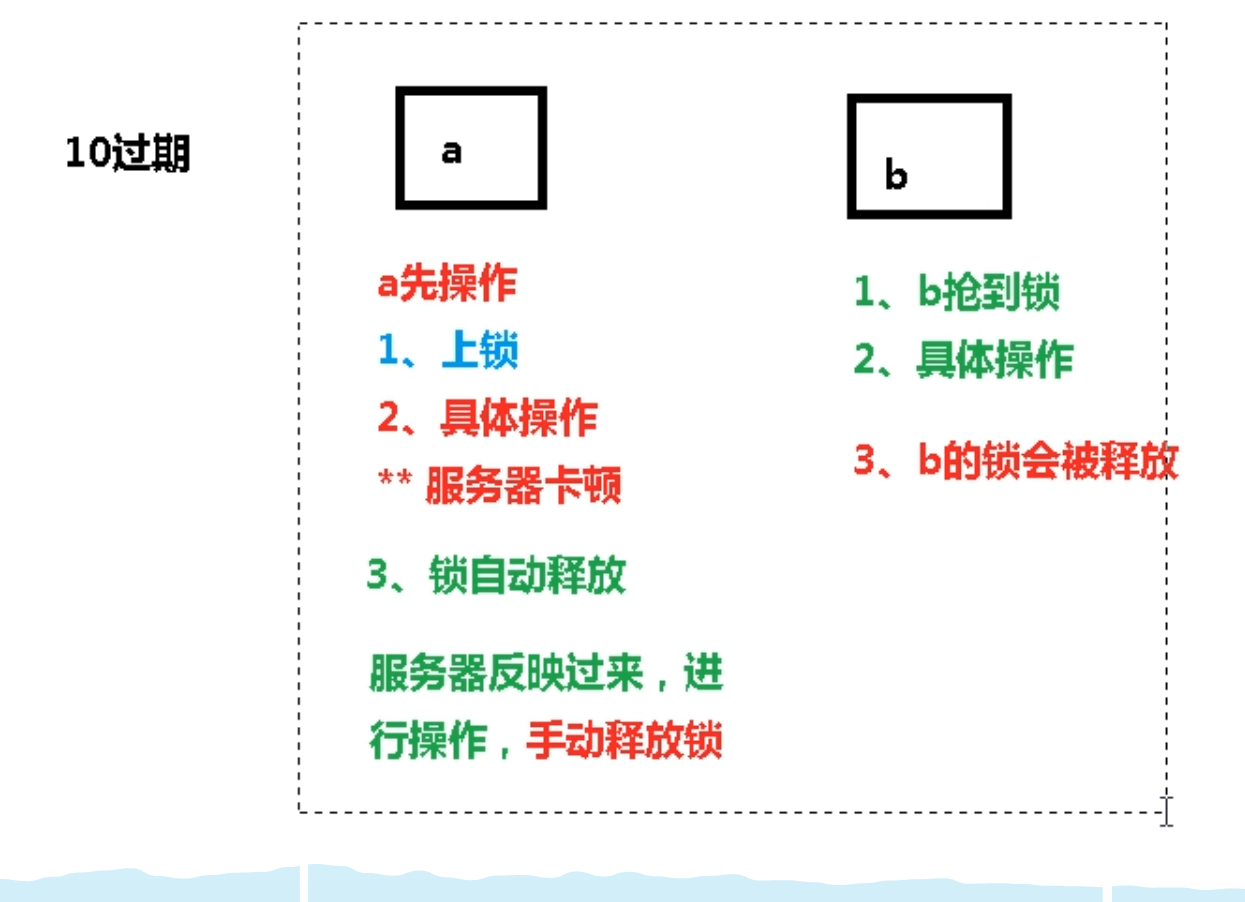 10过期
a
b
a先操作
1、上锁
2、具体操作
** 服务器卡顿
3、锁自动释放
服务器反映过来，进
行操作，手动释放锁
1、b抢到锁
2、具体操作
3、b的锁会被释放